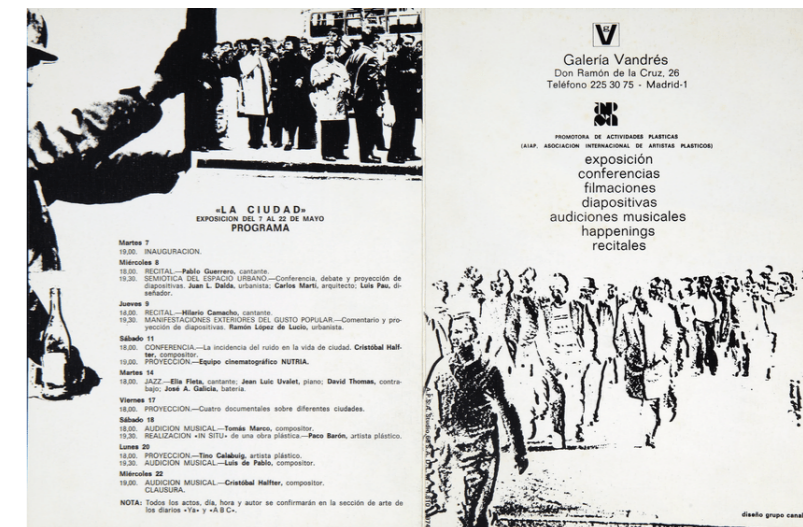 «LA CIUDAD»
EXPOSICION DEL 7 AL 22 DE MAYO
PROGRAMA
Martes 7
19,00. INAUGURACION.
Miércoles 8
18,00. RECITAL.—Pablo Guerrero, cantante.
19,30. SEMIOTICA DEL ESPACIO URBANO.—Conferencia, debate y proyección de
diapositivas. Juan L. Dalda, urbanista; Carlos Martí, arquitecto; Luis Pau, di-
señador.
Jueves 9
18,00. RECITAL.—Hilario Camacho, cantante.
19,30. MANIFESTACIONES EXTERIORES DEL GUSTO POPULAR.—Comentario y pro-
yección de diapositivas. Ramón López de Lucio, urbanista.
Sábado 11
18,00. CONFERENCIA.—La incidencia del ruido en la vida de ciudad. Cristóbal Half-
fter, compositor.
19,00. PROYECCION.—Equipo cinematográfico NUTRIA.
Martes 14
18,00. JAZZ.—Elia Fleta, cantante; Jean Luic Uvalet, piano; David Thomas, contra-
bajo; José A. Galicia, batería.
Viernes 17
18,00. PROYECCION.—Cuatro documentales sobre diferentes ciudades.
Sábado 18
18,00. AUDICION MUSICAL.—Tomás Marco, compositor.
19,30. REALIZACION «IN SITU» de una obra plástica.—Paco Barón, artista plástico.
Lunes 20
18,00. PROYECCION.—Tino Calabuig, artista plástico.
19,30. AUDICION MUSICAL.—Luis de Pablo, compositor.
Miércoles 22
19,00. AUDICION MUSICAL.—Cristóbal Halffter, compositor.
CLAUSURA.
NOTA: Todos los actos, día, hora y autor se confirmarán en la sección de arte de
los diarios «Ya» y «A B C».
Galería Vandrés
Don Ramón de la Cruz, 26
Teléfono 225 30 75 - Madrid-1
PROMOTORA DE ACTIVIDADES PLASTICAS
(AIAP, ASOCIACION INTERNACIONAL DE ARTISTAS PLASTICOS)
exposición
conferencias
filmaciones
diapositivas
audiciones musicales
happenings
recitales
diseño grupo canal